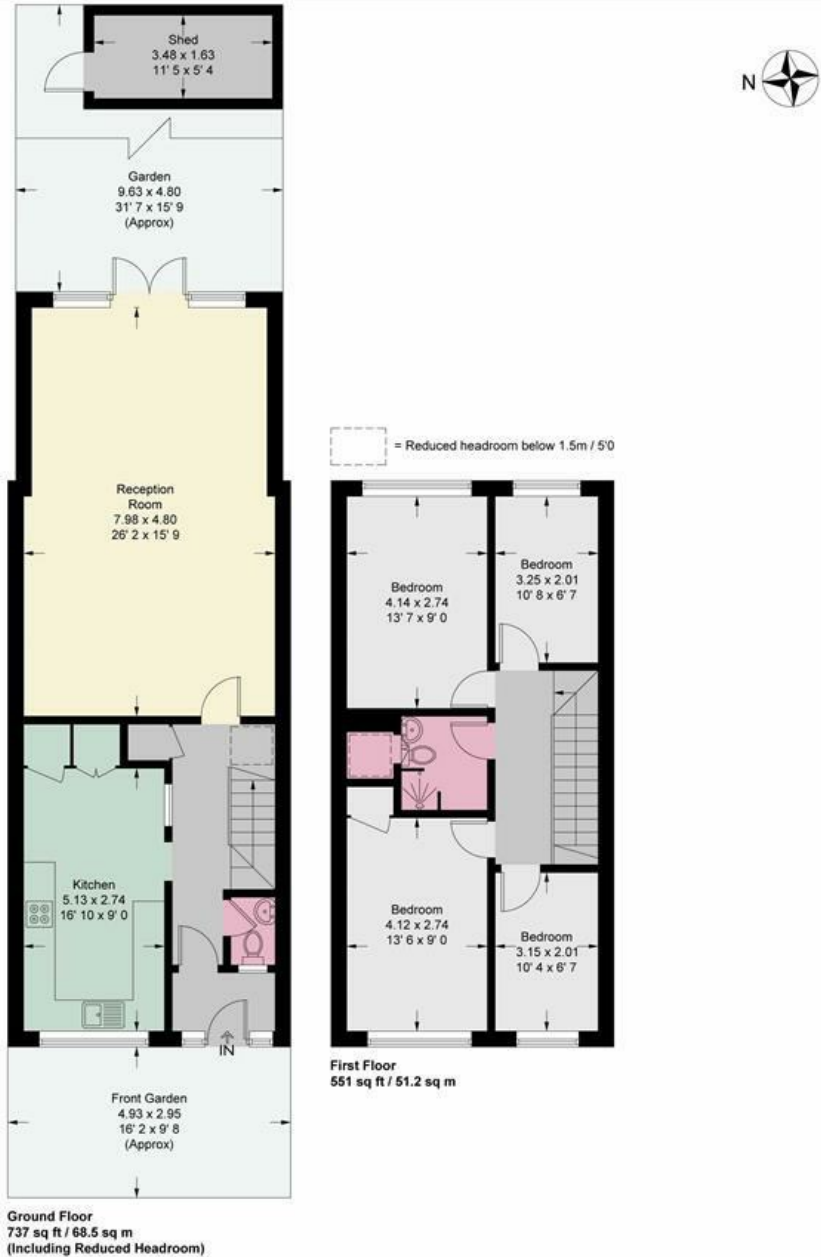 Shed
3.48 x 1.63
11' 5 x 5' 4
N
Garden
9.63 x 4.80
31' 7 x 15' 9
(Approx)
= Reduced headroom below 1.5m / 5'0
Reception
Room
7.98 x 4.80
26' 2 x 15' 9
Bedroom
4.14 x 2.74
13' 7 x 9' 0
Bedroom
3.25 x 2.01
10' 8 x 6' 7
Kitchen
5.13 x 2.74
16' 10 x 9' 0
Bedroom
4.12 x 2.74
13' 6 x 9' 0
Bedroom
3.15 x 2.01
10' 4 x 6' 7
IN
First Floor
551 sq ft / 51.2 sq m
Front Garden
4.93 x 2.95
16' 2 x 9' 8
(Approx)
Ground Floor
737 sq ft / 68.5 sq m
(Including Reduced Headroom)